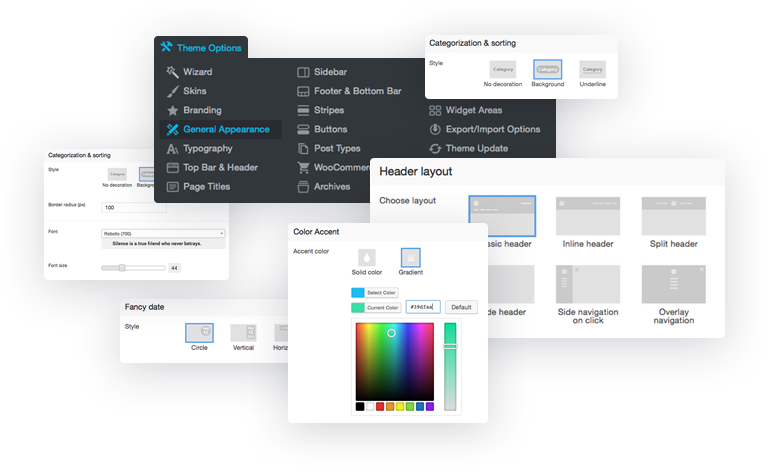 Theme Options
Wizard
Skins
Branding
General Appearance
Typography
Top Bar & Header
Page Titles
Sidebar
Footer & Bottom Bar
Stripes
Buttons
Post Types
WooCommer
Archives
Widget Areas
Export/Import Options
Theme Update
Categorization & sorting
Style
Category
Category
Category
No decoration
Background
Underline
Categorization & sorting
Style
Category
No decoration
Backgro
Border radius (px)
100
Font
Roboto (700)
Silence is a true friend who never betrays.
Font size
44
Header layout
Choose layout
ssic header
Inline header
Split header
de header
Side navigation
on click
Overlay
navigation
Fancy date
Style
Circle
Vertical
Horiz
Color Accent
Accent color
Solid color
Gradient
Select Color
Current Color
Default